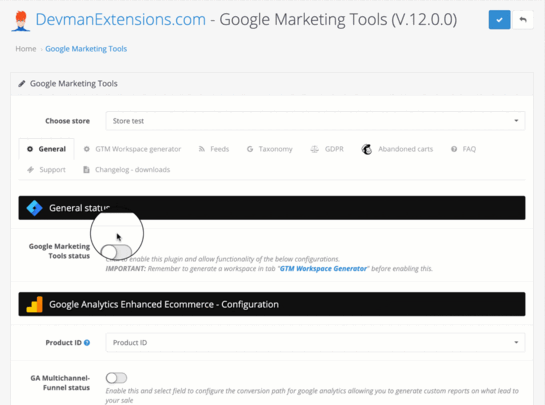 DevmanExtensions.com - Google Marketing Tools (V.12.0.0)
Home › Google Marketing Tools
Google Marketing Tools
Choose store
Store test
General
GTM Workspace generator
Feeds
Taxonomy
GDPR
Abandoned carts
FAQ
Support
Changelog - downloads
General status
Google Marketing
Tools status
to enable this plugin and allow functionality of the below configurations.
IMPORTANT: Remember to generate a workspace in tab "GTM Workspace Generator" before enabling this.
Google Analytics Enhanced Ecommerce - Configuration
Product ID
Product ID
GA Multichannel-
Funnel status
Enable this and select field to configure the conversion path for google analytics allowing you to generate custom reports on what lead to
your sale